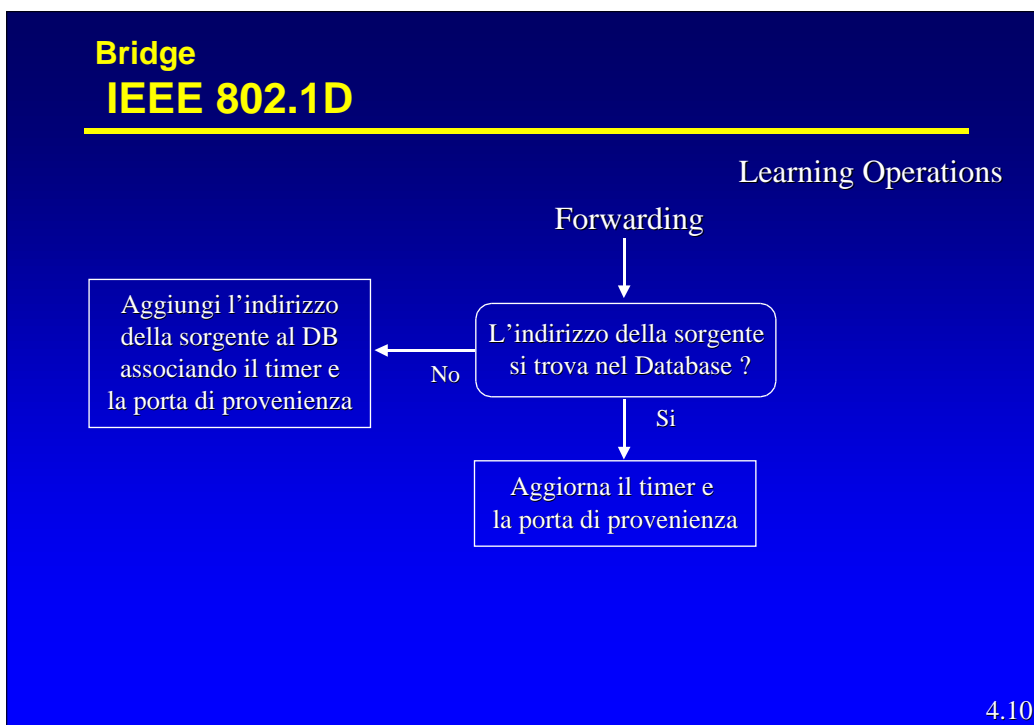 Bridge
IEEE 802.1D
Learning Operations
Forwarding
Aggiungi l'indirizzo
della sorgente al DB
associando il timer e
la porta di provenienza
No
L'indirizzo della sorgente
si trova nel Database ?
Si
Aggiorna il timer e
la porta di provenienza
4.10